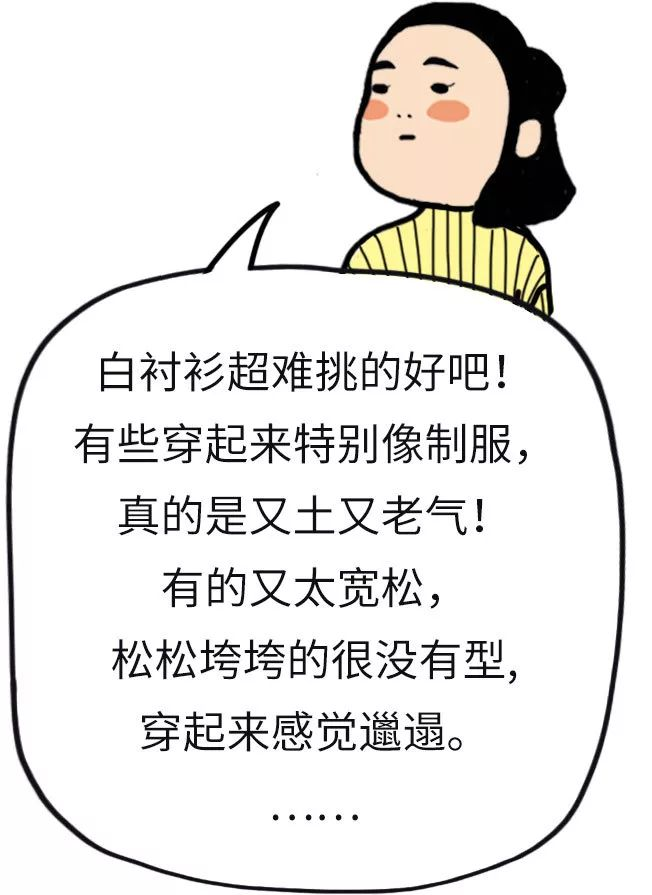 白衬衫超难挑的好吧！
有些穿起来特别像制服，
真的是又土又老气！
有的又太宽松，
松松垮垮的很没有型,
穿起来感觉邋遢。
……